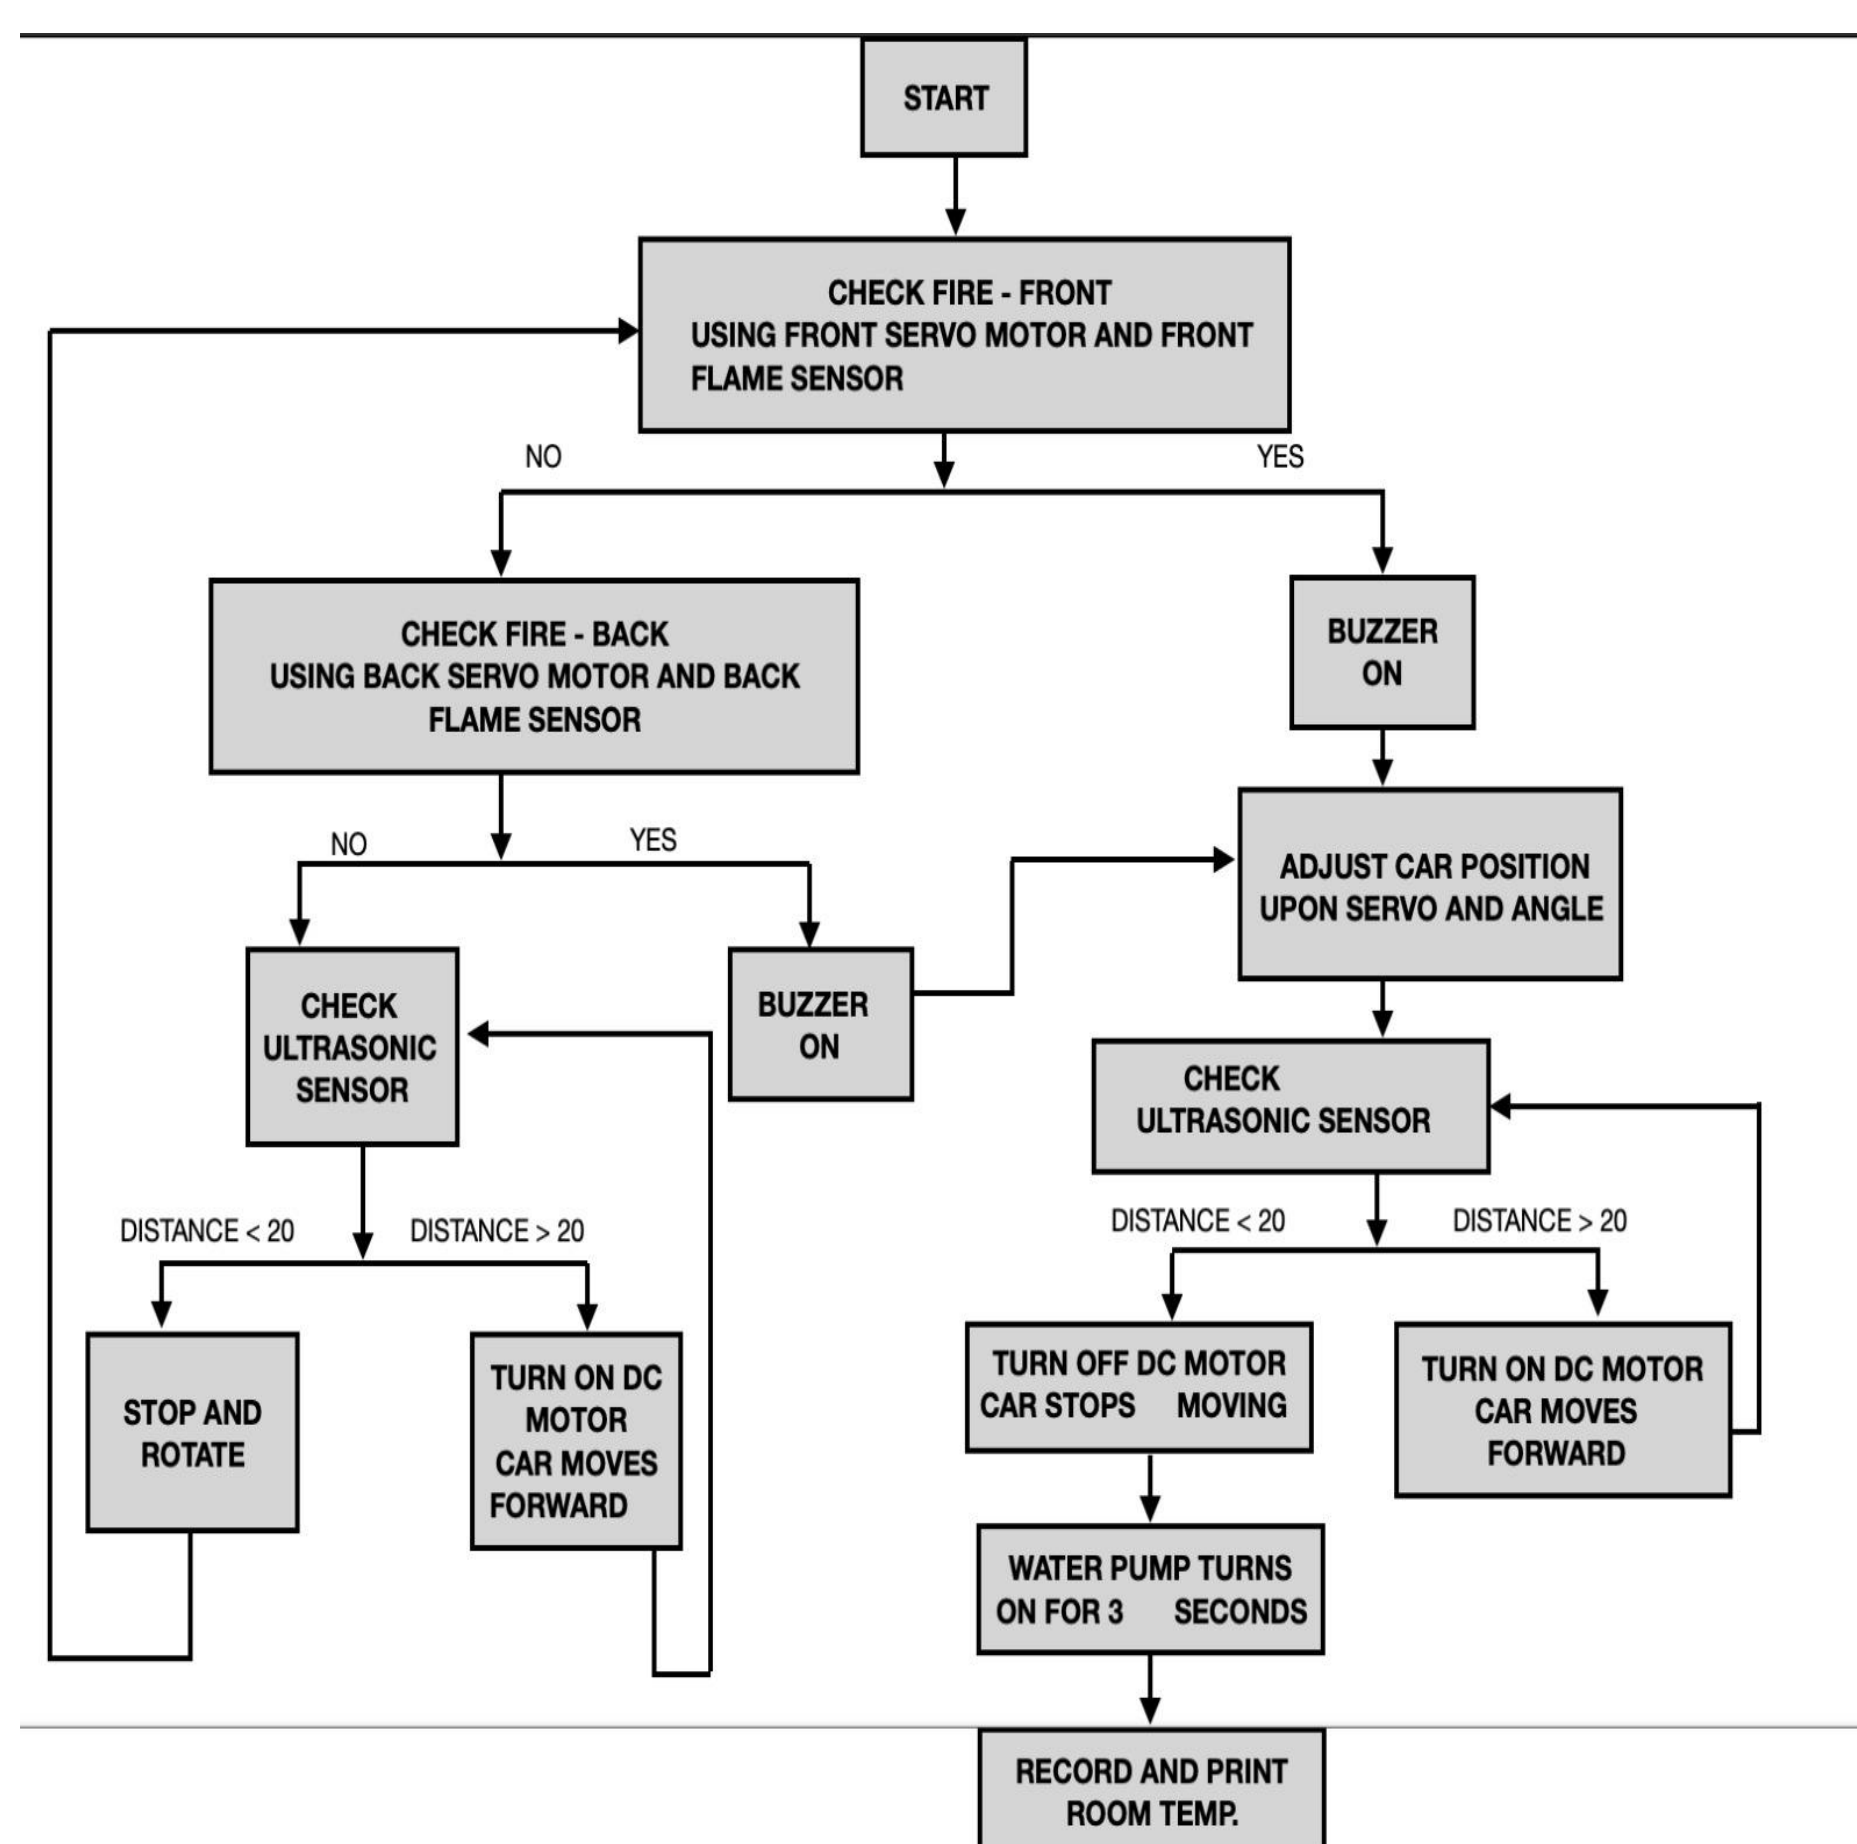 START
CHECK FIRE - FRONT
USING FRONT SERVO MOTOR AND FRONT
FLAME SENSOR
NO
YES
CHECK FIRE - BACK
USING BACK SERVO MOTOR AND BACK
FLAME SENSOR
BUZZER
ON
NO
YES
ADJUST CAR POSITION
UPON SERVO AND ANGLE
CHECK
ULTRASONIC
SENSOR
BUZZER
ON
CHECK
ULTRASONIC SENSOR
DISTANCE < 20
DISTANCE > 20
DISTANCE < 20
DISTANCE > 20
STOP AND
ROTATE
TURN ON DC
MOTOR
CAR MOVES
FORWARD
TURN OFF DC MOTOR
CAR STOPS MOVING
TURN ON DC MOTOR
CAR MOVES
FORWARD
WATER PUMP TURNS
ON FOR 3 SECONDS
RECORD AND PRINT
ROOM TEMP.